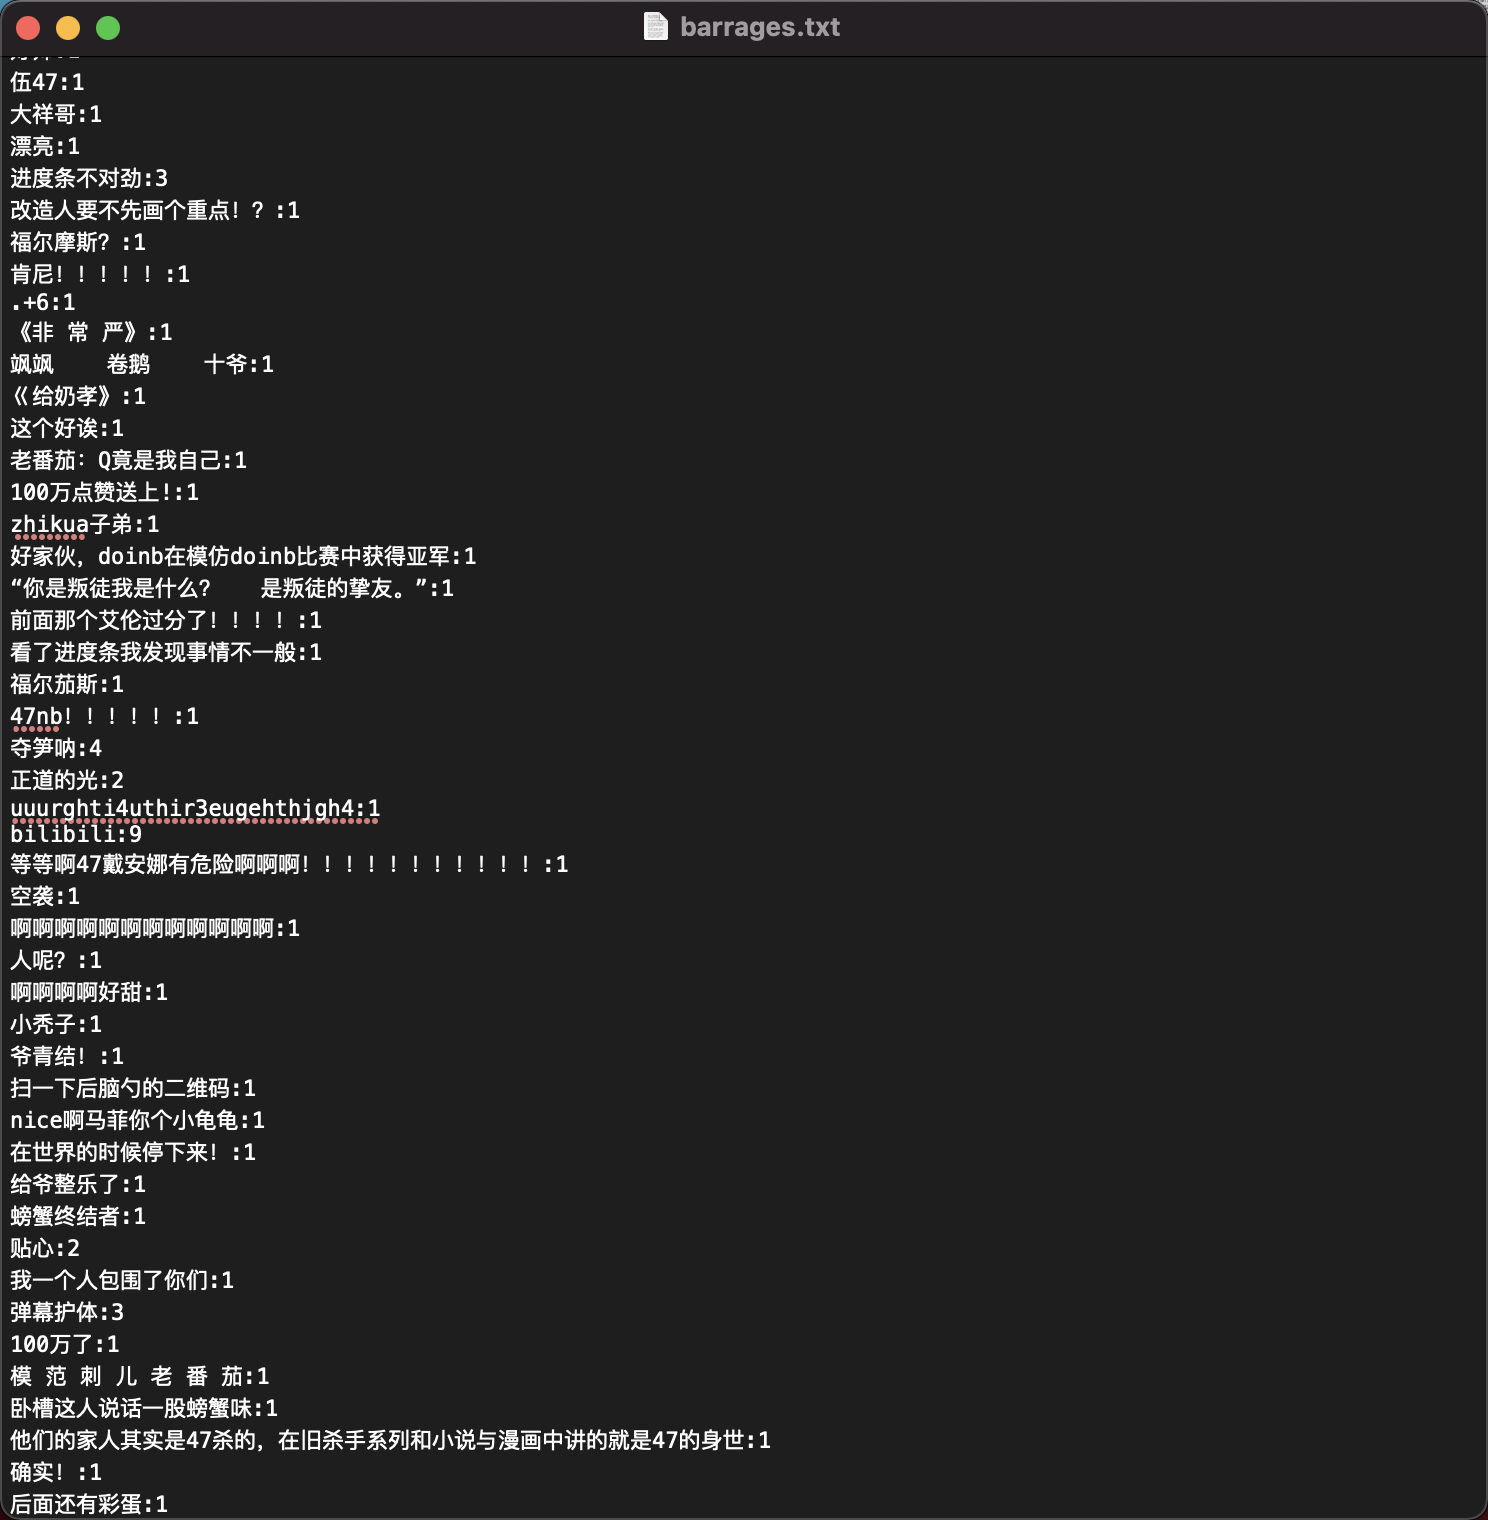 barrages.txt
伍47:1
大祥哥:1
漂亮:1
进度条不对劲:3
改造人要不先画个重点！？:1
福尔摩斯？:1
肯尼！！！！！:1
.+6:1
《非 常 严》:1
飒飒    卷鹅    十爷:1
巜给奶孝》:1
这个好诶:1
老番茄：Q竟是我自己:1
100万点赞送上!:1
zhikua子弟:1
好家伙，doinb在模仿doinb比赛中获得亚军:1
“你是叛徒我是什么？   是叛徒的挚友。”:1
前面那个艾伦过分了！！！！:1
看了进度条我发现事情不一般:1
福尔茄斯:1
47nb！！！！！:1
夺笋呐:4
正道的光:2
uuurghti4uthir3eugehthjgh4:1
bilibili:9
等等啊47戴安娜有危险啊啊啊！！！！！！！！！！！:1
空袭:1
啊啊啊啊啊啊啊啊啊啊啊啊:1
人呢？:1
啊啊啊啊好甜:1
小秃子:1
爷青结！:1
扫一下后脑勺的二维码:1
nice啊马菲你个小龟龟:1
在世界的时候停下来！:1
给爷整乐了:1
螃蟹终结者:1
贴心:2
我一个人包围了你们:1
弹幕护体:3
100万了:1
模 范 刺 儿 老 番 茄:1
卧槽这人说话一股螃蟹味:1
他们的家人其实是47杀的，在旧杀手系列和小说与漫画中讲的就是47的身世:1
确实！:1
后面还有彩蛋:1